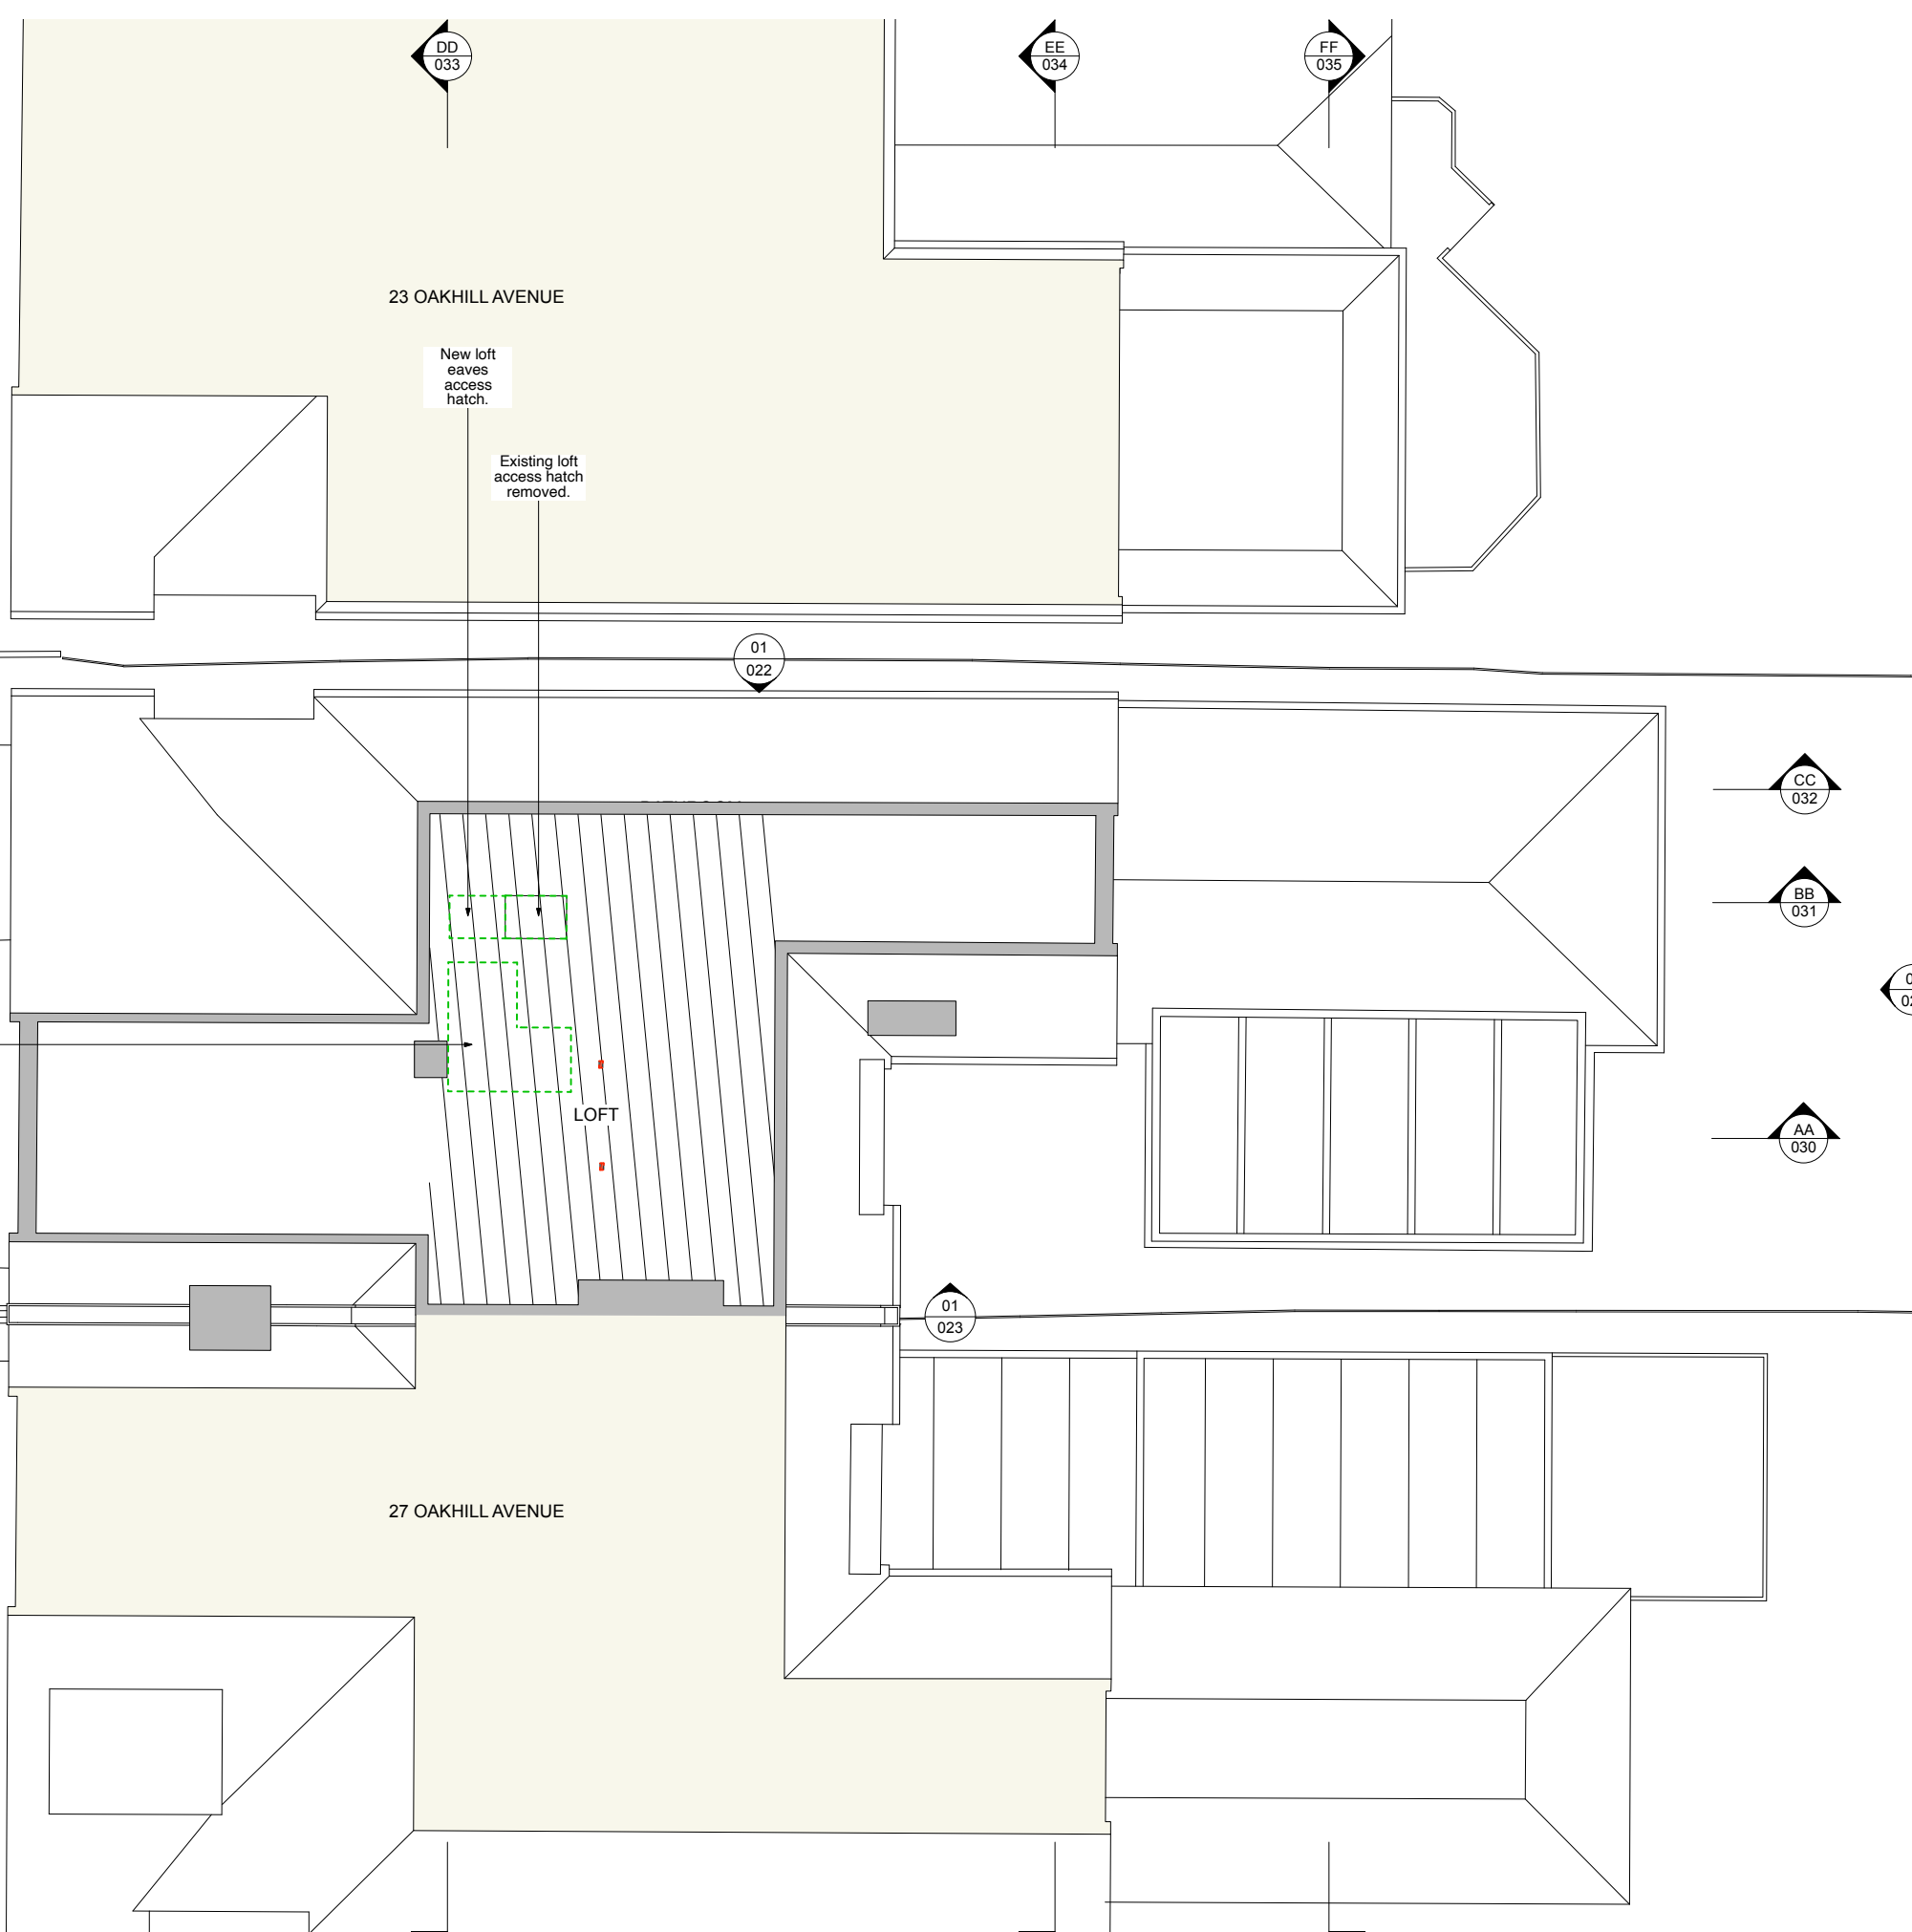 DD
033
EE
034
FF
035
23 OAKHILL AVENUE
New loft
eaves
access
hatch.
Existing loft
access hatch
removed.
01
022
CC
032
BB
031
AA
030
LOFT
01
023
27 OAKHILL AVENUE